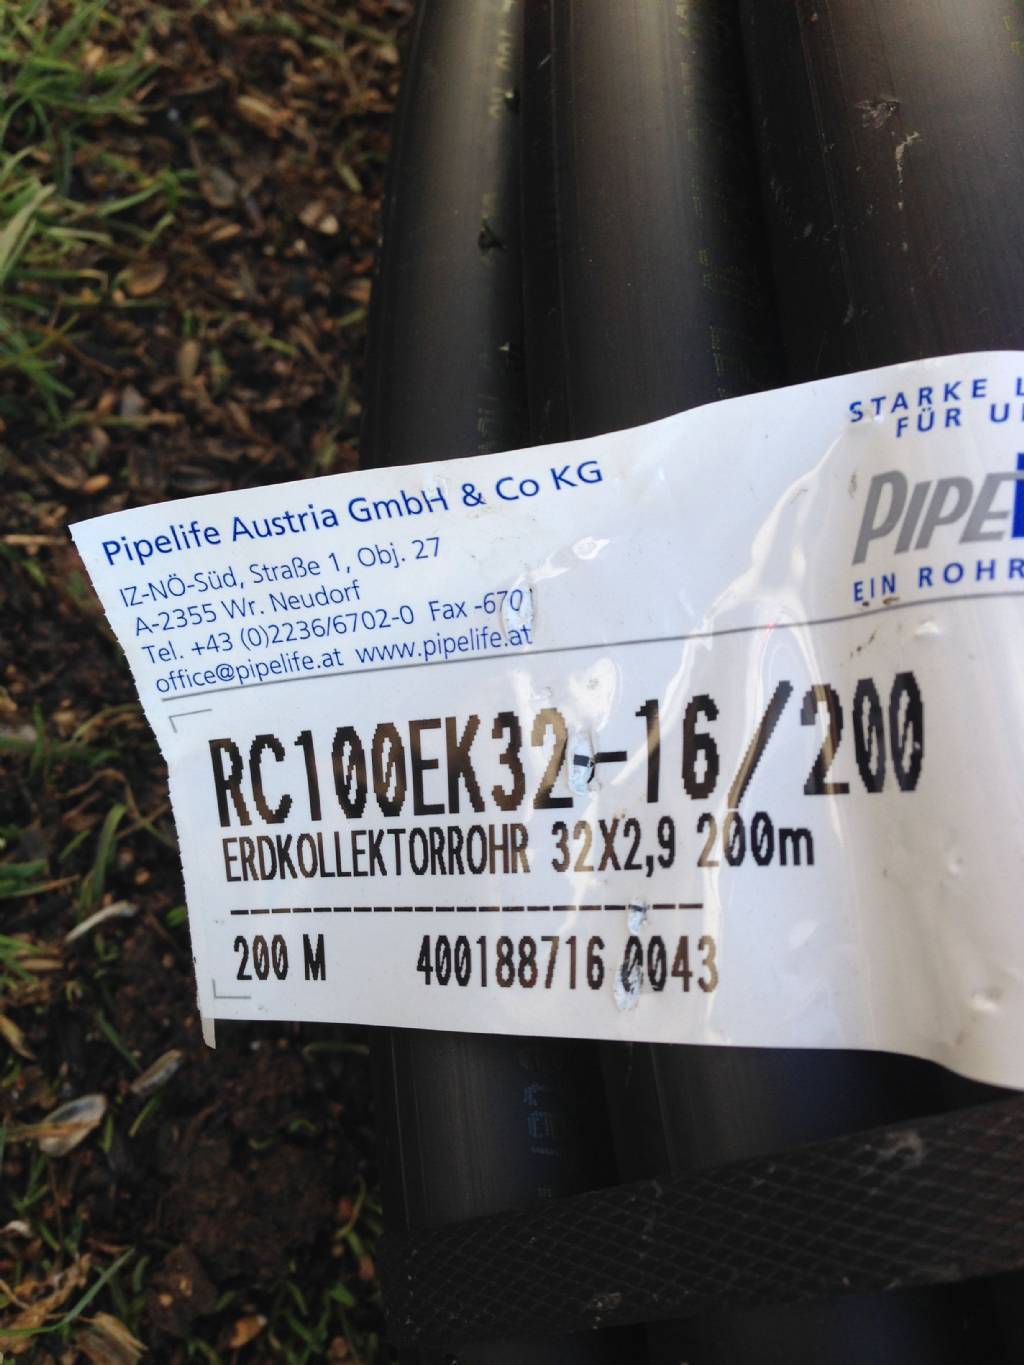 STARKE
FÜR
PIPE
EIN ROHR
Pipelife Austria GmbH & Co KG
IZ-NÖ-Süd, Straße 1, Obj. 27
A-2355 Wr. Neudorf
Tel. +43 (0)2236/6702-0 Fax -670
office@pipelife.at www.pipelife.at
RC100EK32-16/200
ERDKOLLEKTORROHR 32X2,9 200m
200 M 400188716 0043